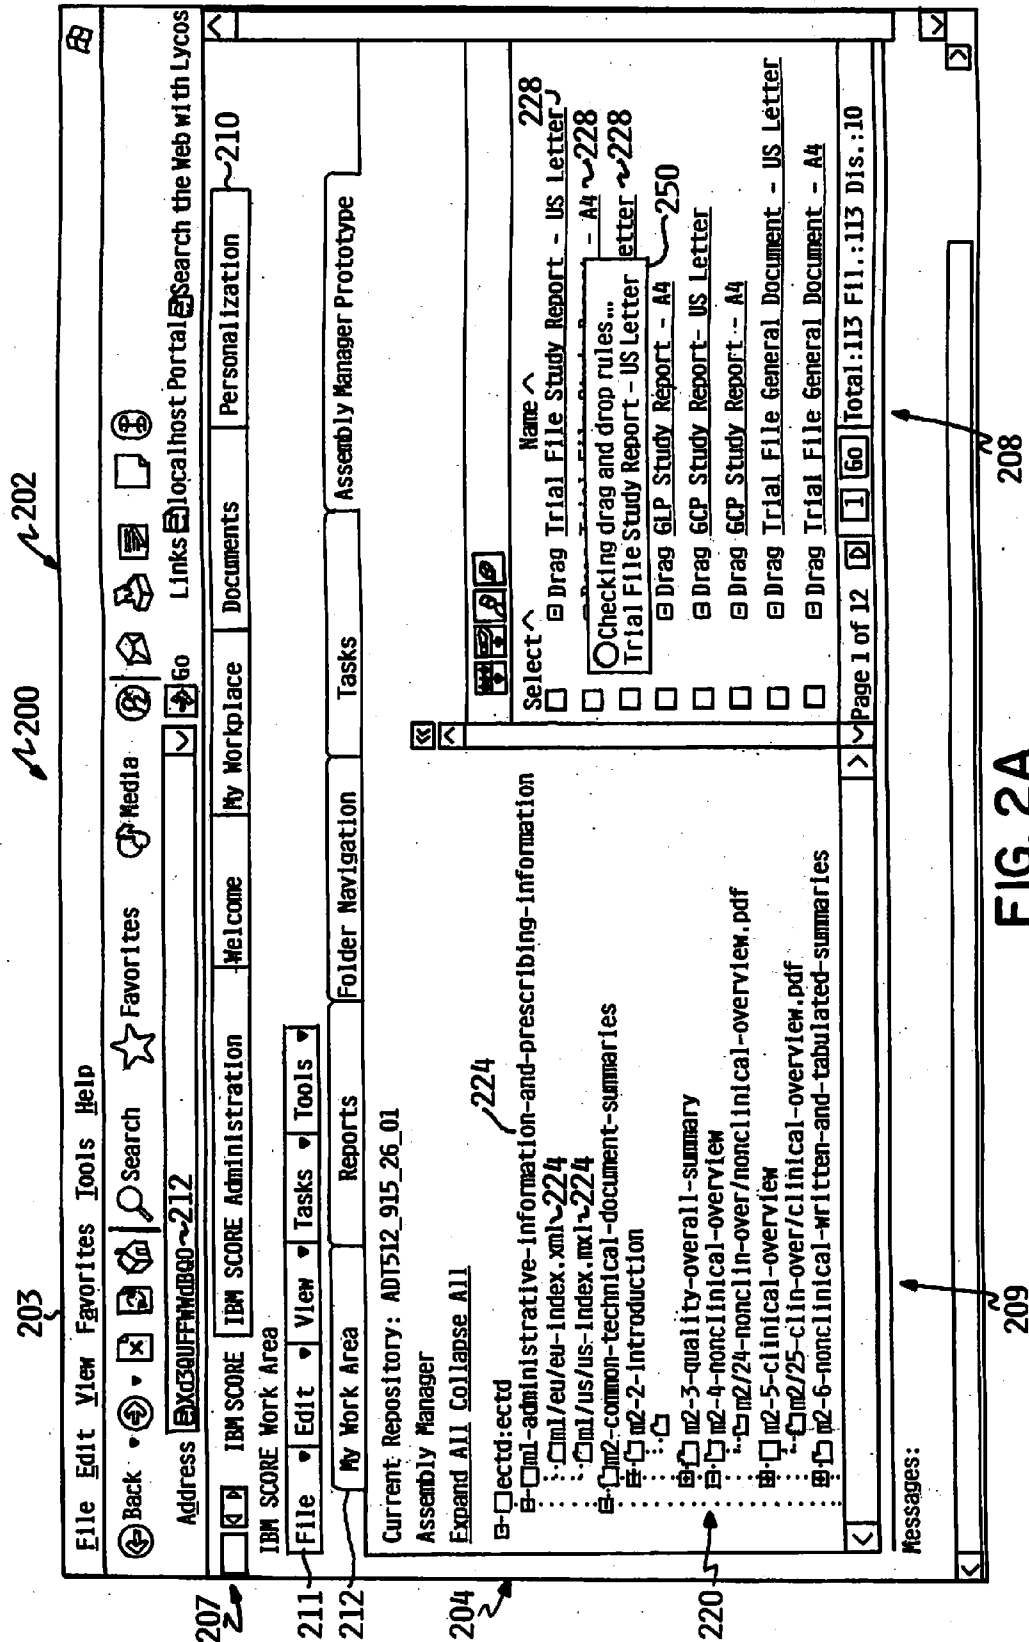 200
202
203
File Edit View Favorites Tools Help
Back Search Favorites Media
Address Xd3QUFFWMdBQ0 212 Go Links localhost Portal Search the Web with Lycos
207
IBM SCORE IBM SCORE Administration Welcome My Workplace Documents Personalization 210
IBM SCORE Work Area
211
File Edit View Tasks Tools
212
My Work Area Reports Folder Navigation Tasks Assembly Manager Prototype
Current Repository: ADT512_915_26_01
Assembly Manager
Expand All Collapse All
204
ectd:ectd
224
ml-administrative-information-and-prescribing-information
ml/eu/eu-index.xml 224
ml/us/us-index.mxl 224
m2-common-technical-document-summaries
m2-2-introduction
m2-3-quality-overall-summary
220
m2-4-nonclinical-overview
m2/24-nonclin-over/nonclinical-overview.pdf
m2-5-clinical-overview
m2/25-clin-over/clinical-overview.pdf
m2-6-nonclinical-written-and-tabulated-summaries
Select Name 228
Drag Trial File Study Report - US Letter
- A4 228
Checking drag and drop rules...
Trial File Study Report - US Letter
etter 228
250
Drag GLP Study Report - A4
Drag GCP Study Report- US Letter
Drag GCP Study Report - A4
Drag Trial File General Document - US Letter
Drag Trial File General Document - A4
Page 1 of 12 1 Go Total:113 Fil.:113 Dis.:10
Messages:
209
208
FIG. 2A